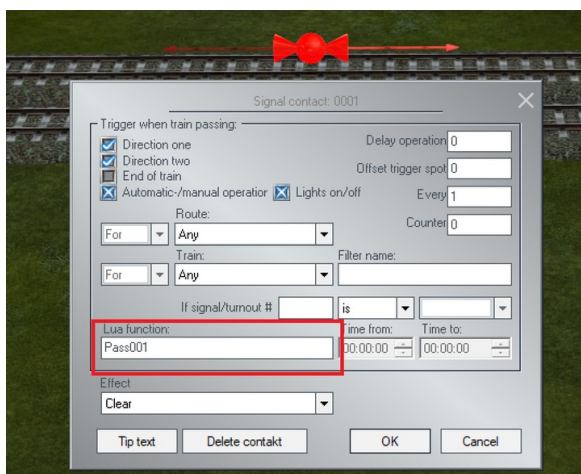 Signal contact: 0001
Trigger when train passing:
Direction one
Direction two
End of train
Automatic-/manual operatior
Lights on/off
Delay operation 0
Offset trigger spot 0
Every 1
Counter 0
Route:
For Any
Train: Filter name:
For Any
If signal/turnout # is
Lua function: Time from: Time to:
Pass001 00:00:00 00:00:00
Effect
Clear
Tip text Delete contakt OK Cancel